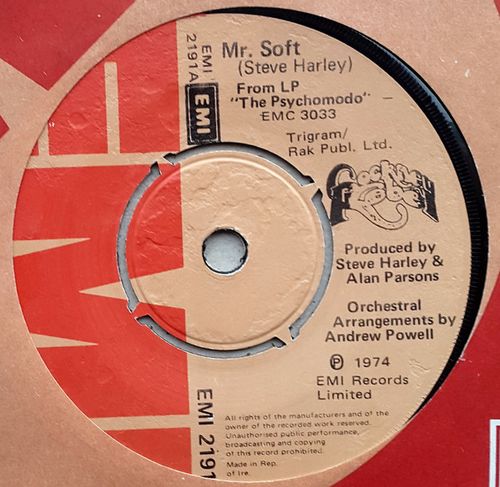 Mr. Soft
(Steve Harley)
From LP
"The Psychomodo" -
EMC 3033
EMI
2191A
EMI
Trigram/
Rak Publ. Ltd.
Cockney
Rebel
Produced by
Steve Harley &
Alan Parsons
Orchestral
Arrangements by
Andrew Powell
Ⓟ 1974
EMI Records
Limited
EMI 2191
All rights of the manufacturers and of the
owner of the recorded work reserved.
Unauthorised public performance,
broadcasting and copying
of this record prohibited.
Made in Rep.
of Ire.